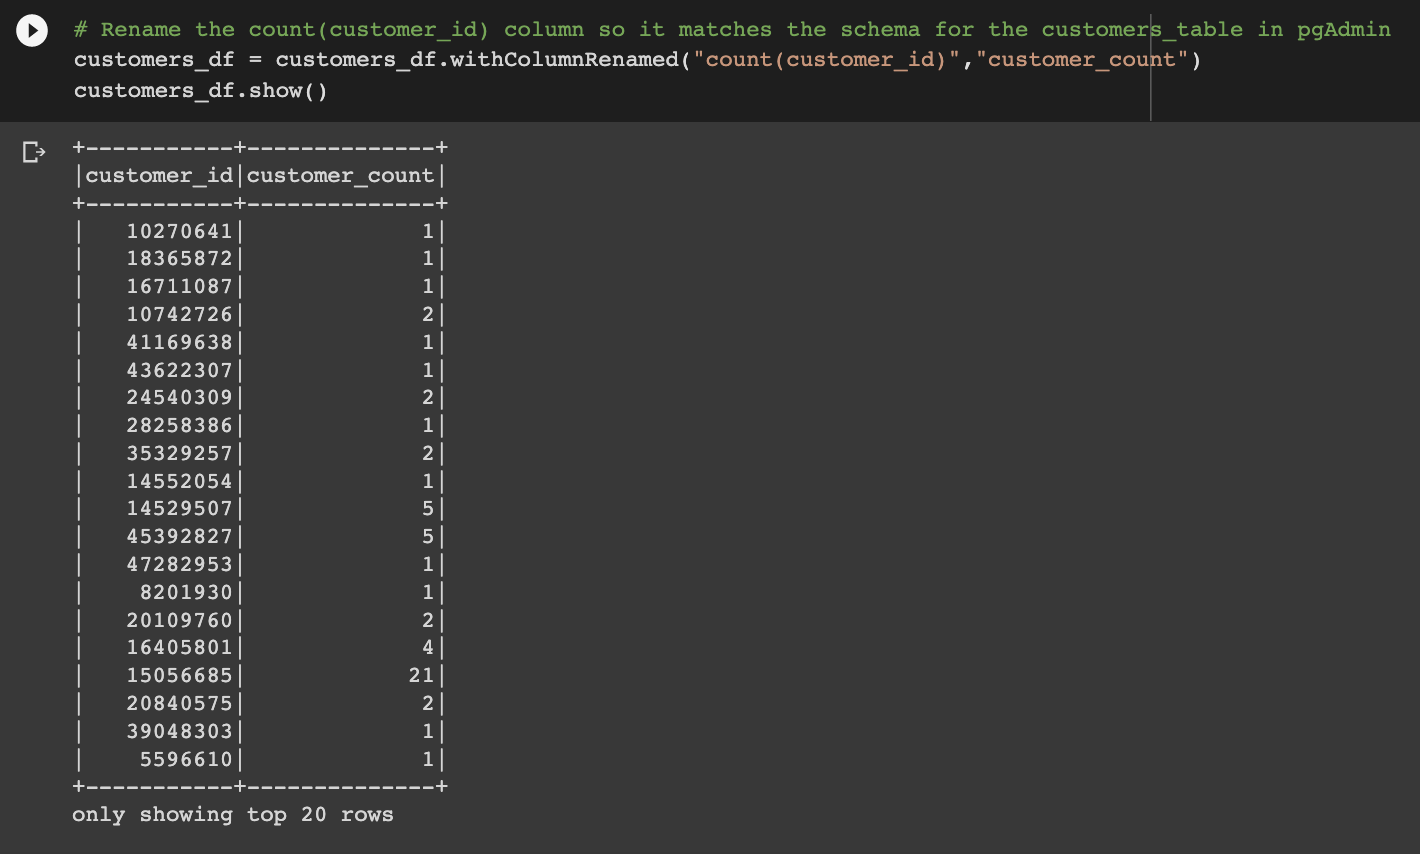 # Rename the count(customer_id) column so it matches the schema for the customers_table in pgAdmin
customers_df = customers_df.withColumnRenamed("count(customer_id)","customer_count")
customers_df.show()
+-----------+--------------+
|customer_id|customer_count|
+-----------+--------------+
|   10270641|             1|
|   18365872|             1|
|   16711087|             1|
|   10742726|             2|
|   41169638|             1|
|   43622307|             1|
|   24540309|             2|
|   28258386|             1|
|   35329257|             2|
|   14552054|             1|
|   14529507|             5|
|   45392827|             5|
|   47282953|             1|
|    8201930|             1|
|   20109760|             2|
|   16405801|             4|
|   15056685|            21|
|   20840575|             2|
|   39048303|             1|
|    5596610|             1|
+-----------+--------------+
only showing top 20 rows